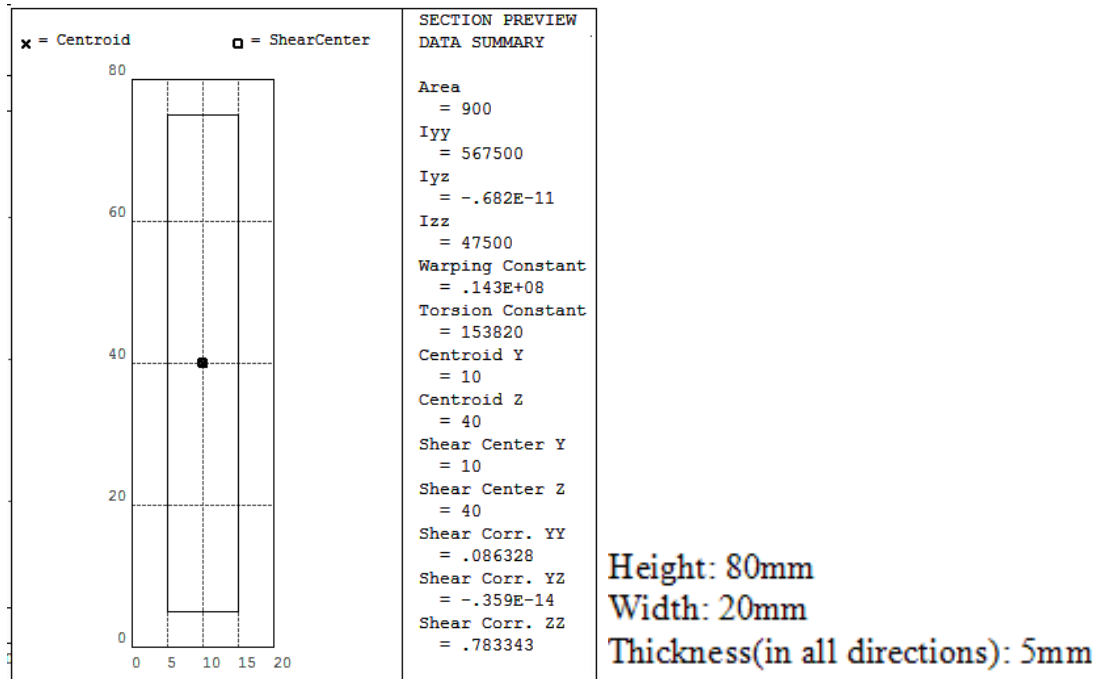 x = Centroid
o = ShearCenter
80
60
40
20
0
0 5 10 15 20
SECTION PREVIEW
DATA SUMMARY
Area
= 900
Iyy
= 567500
Iyz
= -.682E-11
Izz
= 47500
Warping Constant
= .143E+08
Torsion Constant
= 153820
Centroid Y
= 10
Centroid Z
= 40
Shear Center Y
= 10
Shear Center Z
= 40
Shear Corr. YY
= .086328
Shear Corr. YZ
= -.359E-14
Shear Corr. ZZ
= .783343
Height: 80mm
Width: 20mm
Thickness(in all directions): 5mm